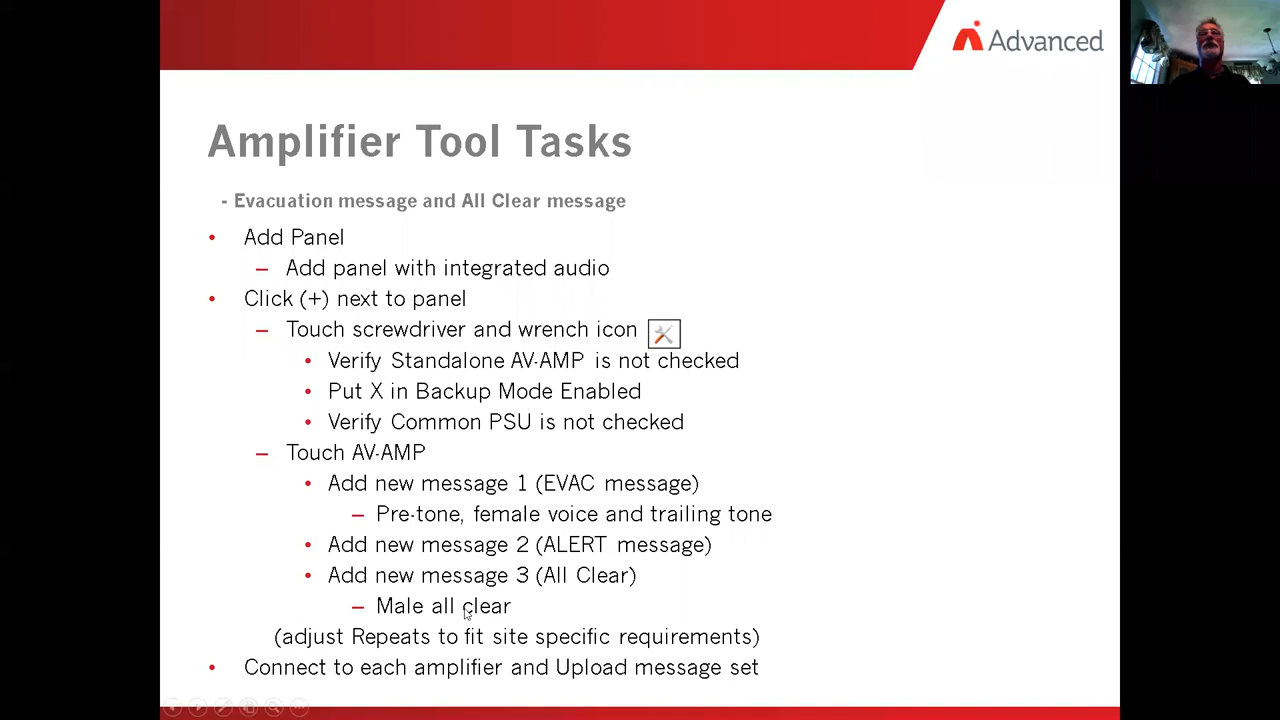 Advanced
Amplifier Tool Tasks
- Evacuation message and All Clear message
• Add Panel
– Add panel with integrated audio
• Click (+) next to panel
– Touch screwdriver and wrench icon
• Verify Standalone AV-AMP is not checked
• Put X in Backup Mode Enabled
• Verify Common PSU is not checked
– Touch AV-AMP
• Add new message 1 (EVAC message)
– Pre-tone, female voice and trailing tone
• Add new message 2 (ALERT message)
• Add new message 3 (All Clear)
– Male all clear
(adjust Repeats to fit site specific requirements)
• Connect to each amplifier and Upload message set